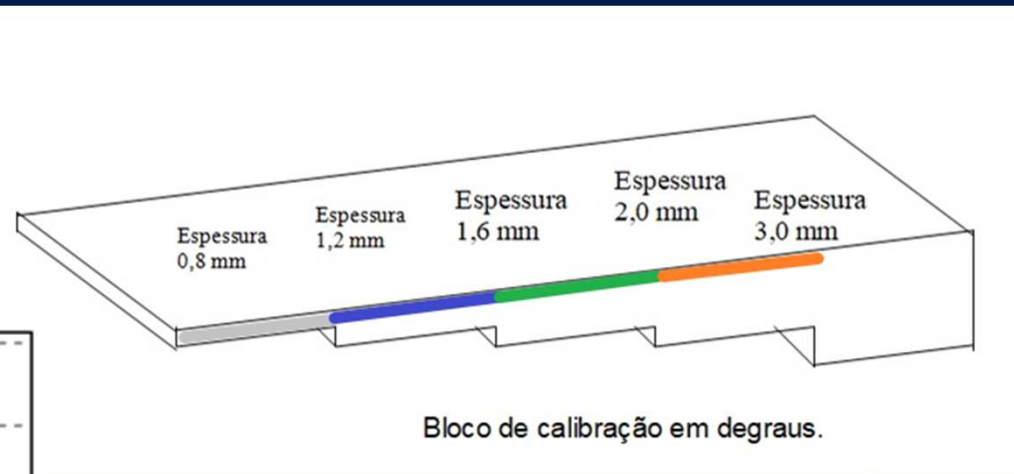 Espessura
0,8 mm
Espessura
1,2 mm
Espessura
1,6 mm
Espessura
2,0 mm
Espessura
3,0 mm
Bloco de calibração em degraus.